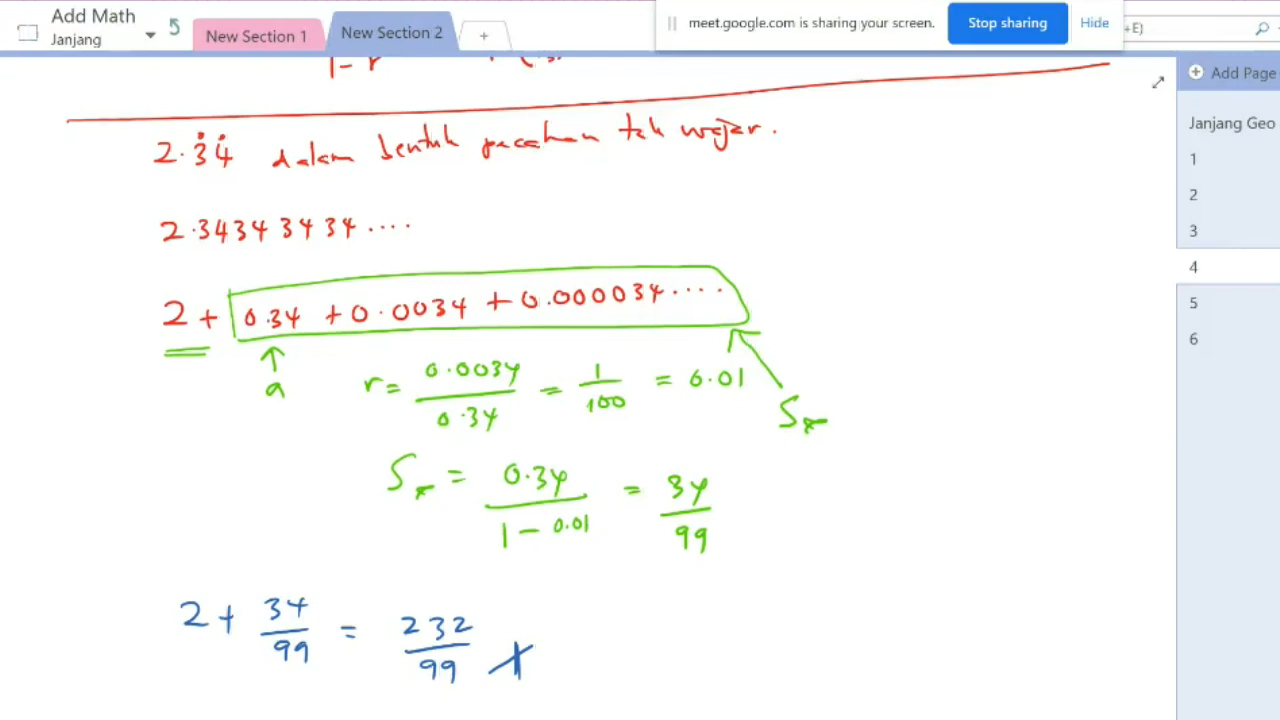 Add Math
Janjang
New Section 1
New Section 2
+
meet.google.com is sharing your screen.
Stop sharing
Hide
+E)
Add Page
Janjang Geo
1
2
3
4
5
6
1 - r
2.3̇4̇ dalam bentuk pecahan tak wajar.
2.34343434....
2 + 0.34 + 0.0034 + 0.000034....
a
r = 0.0034/0.34 = 1/100 = 0.01
S∞
S∞ = 0.34/(1 - 0.01) = 34/99
2 + 34/99 = 232/99